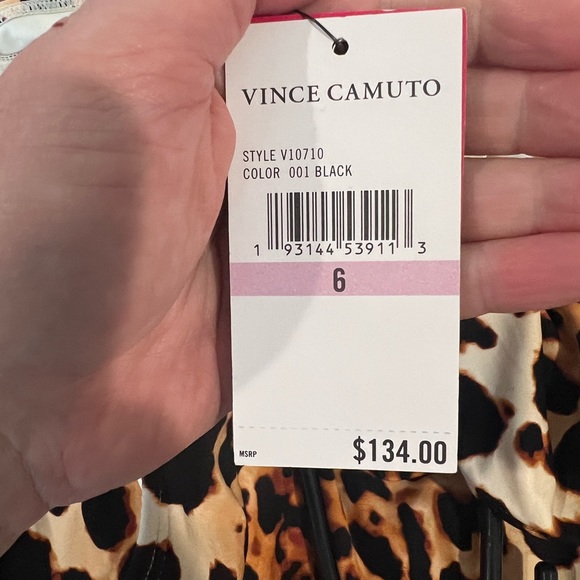 VINCE CAMUTO
STYLE V10710
COLOR 001 BLACK
1 93144 53911 3
6
MSRP $134.00